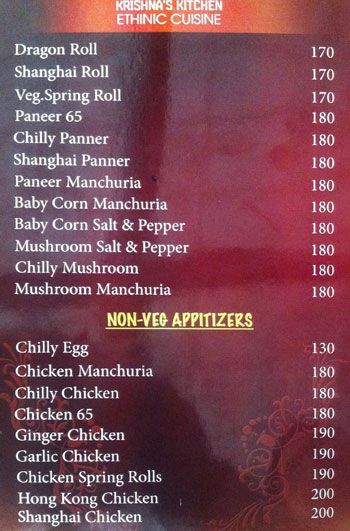 KRISHNA'S KITCHEN
ETHINIC CUISINE
Dragon Roll 170
Shanghai Roll 170
Veg.Spring Roll 170
Paneer 65 180
Chilly Panner 180
Shanghai Panner 180
Paneer Manchuria 180
Baby Corn Manchuria 180
Baby Corn Salt & Pepper 180
Mushroom Salt & Pepper 180
Chilly Mushroom 180
Mushroom Manchuria 180
NON-VEG APPITIZERS
Chilly Egg 130
Chicken Manchuria 180
Chilly Chicken 180
Chicken 65 180
Ginger Chicken 190
Garlic Chicken 190
Chicken Spring Rolls 190
Hong Kong Chicken 200
Shanghai Chicken 200